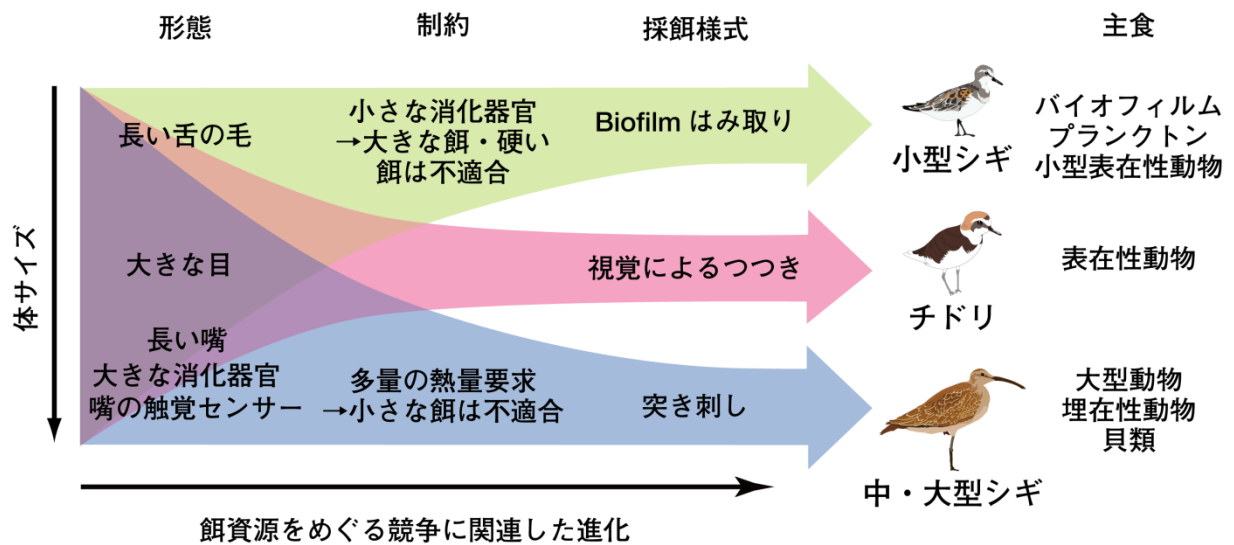 形態
制約
採餌様式
主食
体サイズ
長い舌の毛
小さな消化器官
→大きな餌・硬い
餌は不適合
Biofilm はみ取り
小型シギ
バイオフィルム
プランクトン
小型表在性動物
大きな目
視覚によるつつき
チドリ
表在性動物
長い嘴
大きな消化器官
嘴の触覚センサー
多量の熱量要求
→小さな餌は不適合
突き刺し
中・大型シギ
大型動物
埋在性動物
貝類
餌資源をめぐる競争に関連した進化